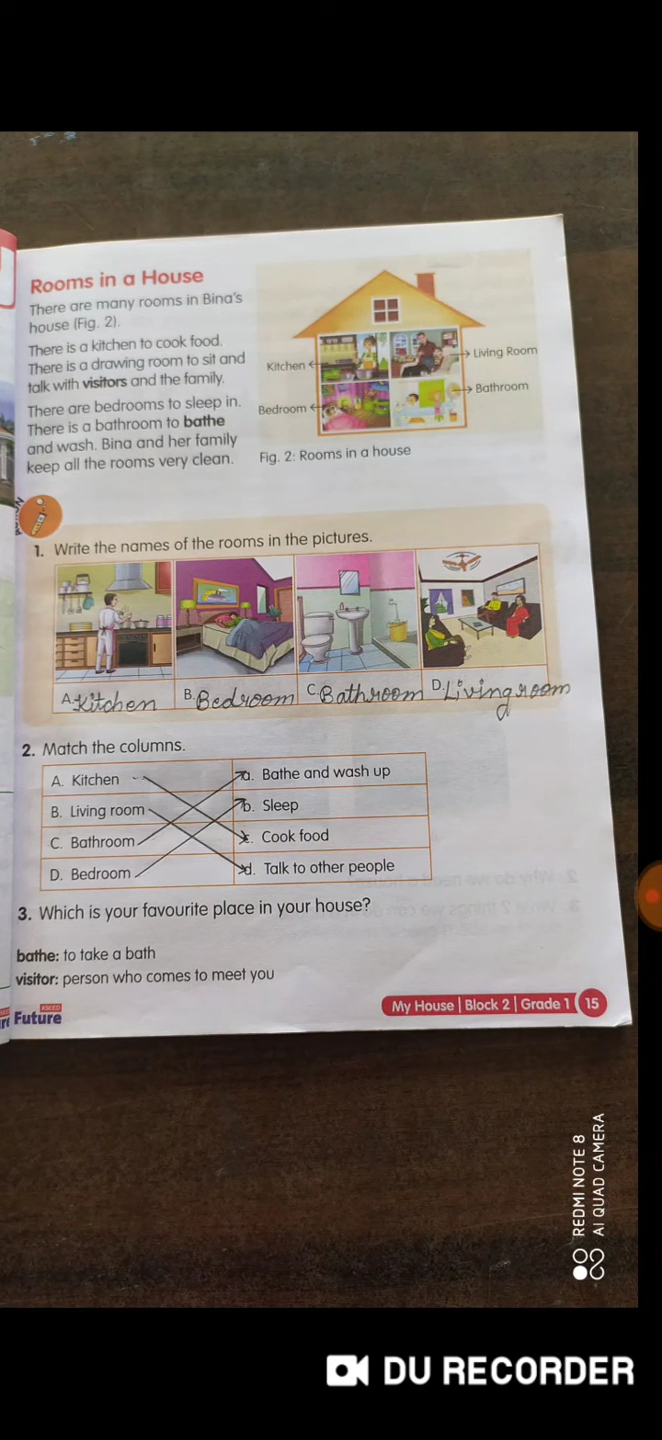 Rooms in a House
There are many rooms in Bina's
house (Fig. 2).
There is a kitchen to cook food.
There is a drawing room to sit and
talk with visitors and the family.
There are bedrooms to sleep in.
There is a bathroom to bathe
and wash. Bina and her family
keep all the rooms very clean.
Kitchen
Living Room
Bedroom
Bathroom
Fig. 2: Rooms in a house
1. Write the names of the rooms in the pictures.
A. Kitchen B. Bedroom C. Bathroom D. Living room
2. Match the columns.
A. Kitchen a. Bathe and wash up
B. Living room b. Sleep
C. Bathroom c. Cook food
D. Bedroom d. Talk to other people
3. Which is your favourite place in your house?
bathe: to take a bath
visitor: person who comes to meet you
Future
My House | Block 2 | Grade 1 15
REDMI NOTE 8
AI QUAD CAMERA
DU RECORDER